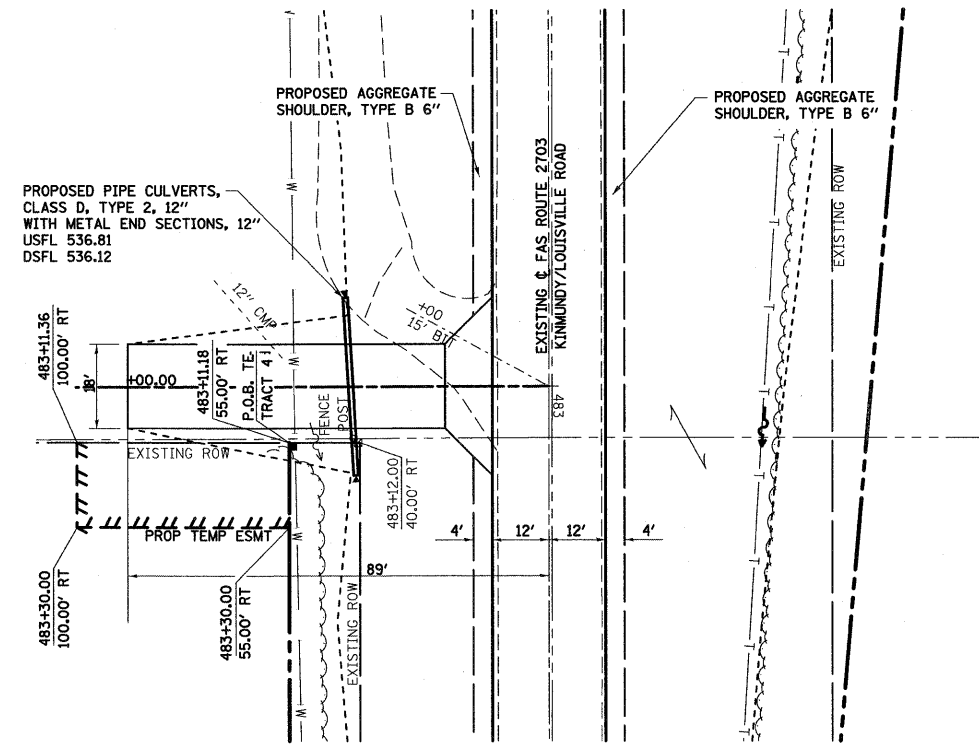 PROPOSED AGGREGATE
SHOULDER, TYPE B 6"
PROPOSED AGGREGATE
SHOULDER, TYPE B 6"
PROPOSED PIPE CULVERTS,
CLASS D, TYPE 2, 12"
WITH METAL END SECTIONS, 12"
USFL 536.81
DSFL 536.12
EXISTING ℄ FAS ROUTE 2703
KINMUNDY/LOUISVILLE ROAD
EXISTING ROW
12" CMP
+00
15' BIT
483+11.36
100.00' RT
18'
+00.00
483+11.18
55.00' RT
P.O.B. TE-
TRACT 41
FENCE
POST
483
EXISTING ROW
483+12.00
40.00' RT
PROP TEMP ESMT
4'
12'
12'
4'
89'
483+30.00
100.00' RT
483+30.00
55.00' RT
EXISTING ROW
W
W
W
W
W
T
T
T
T
T
T
T